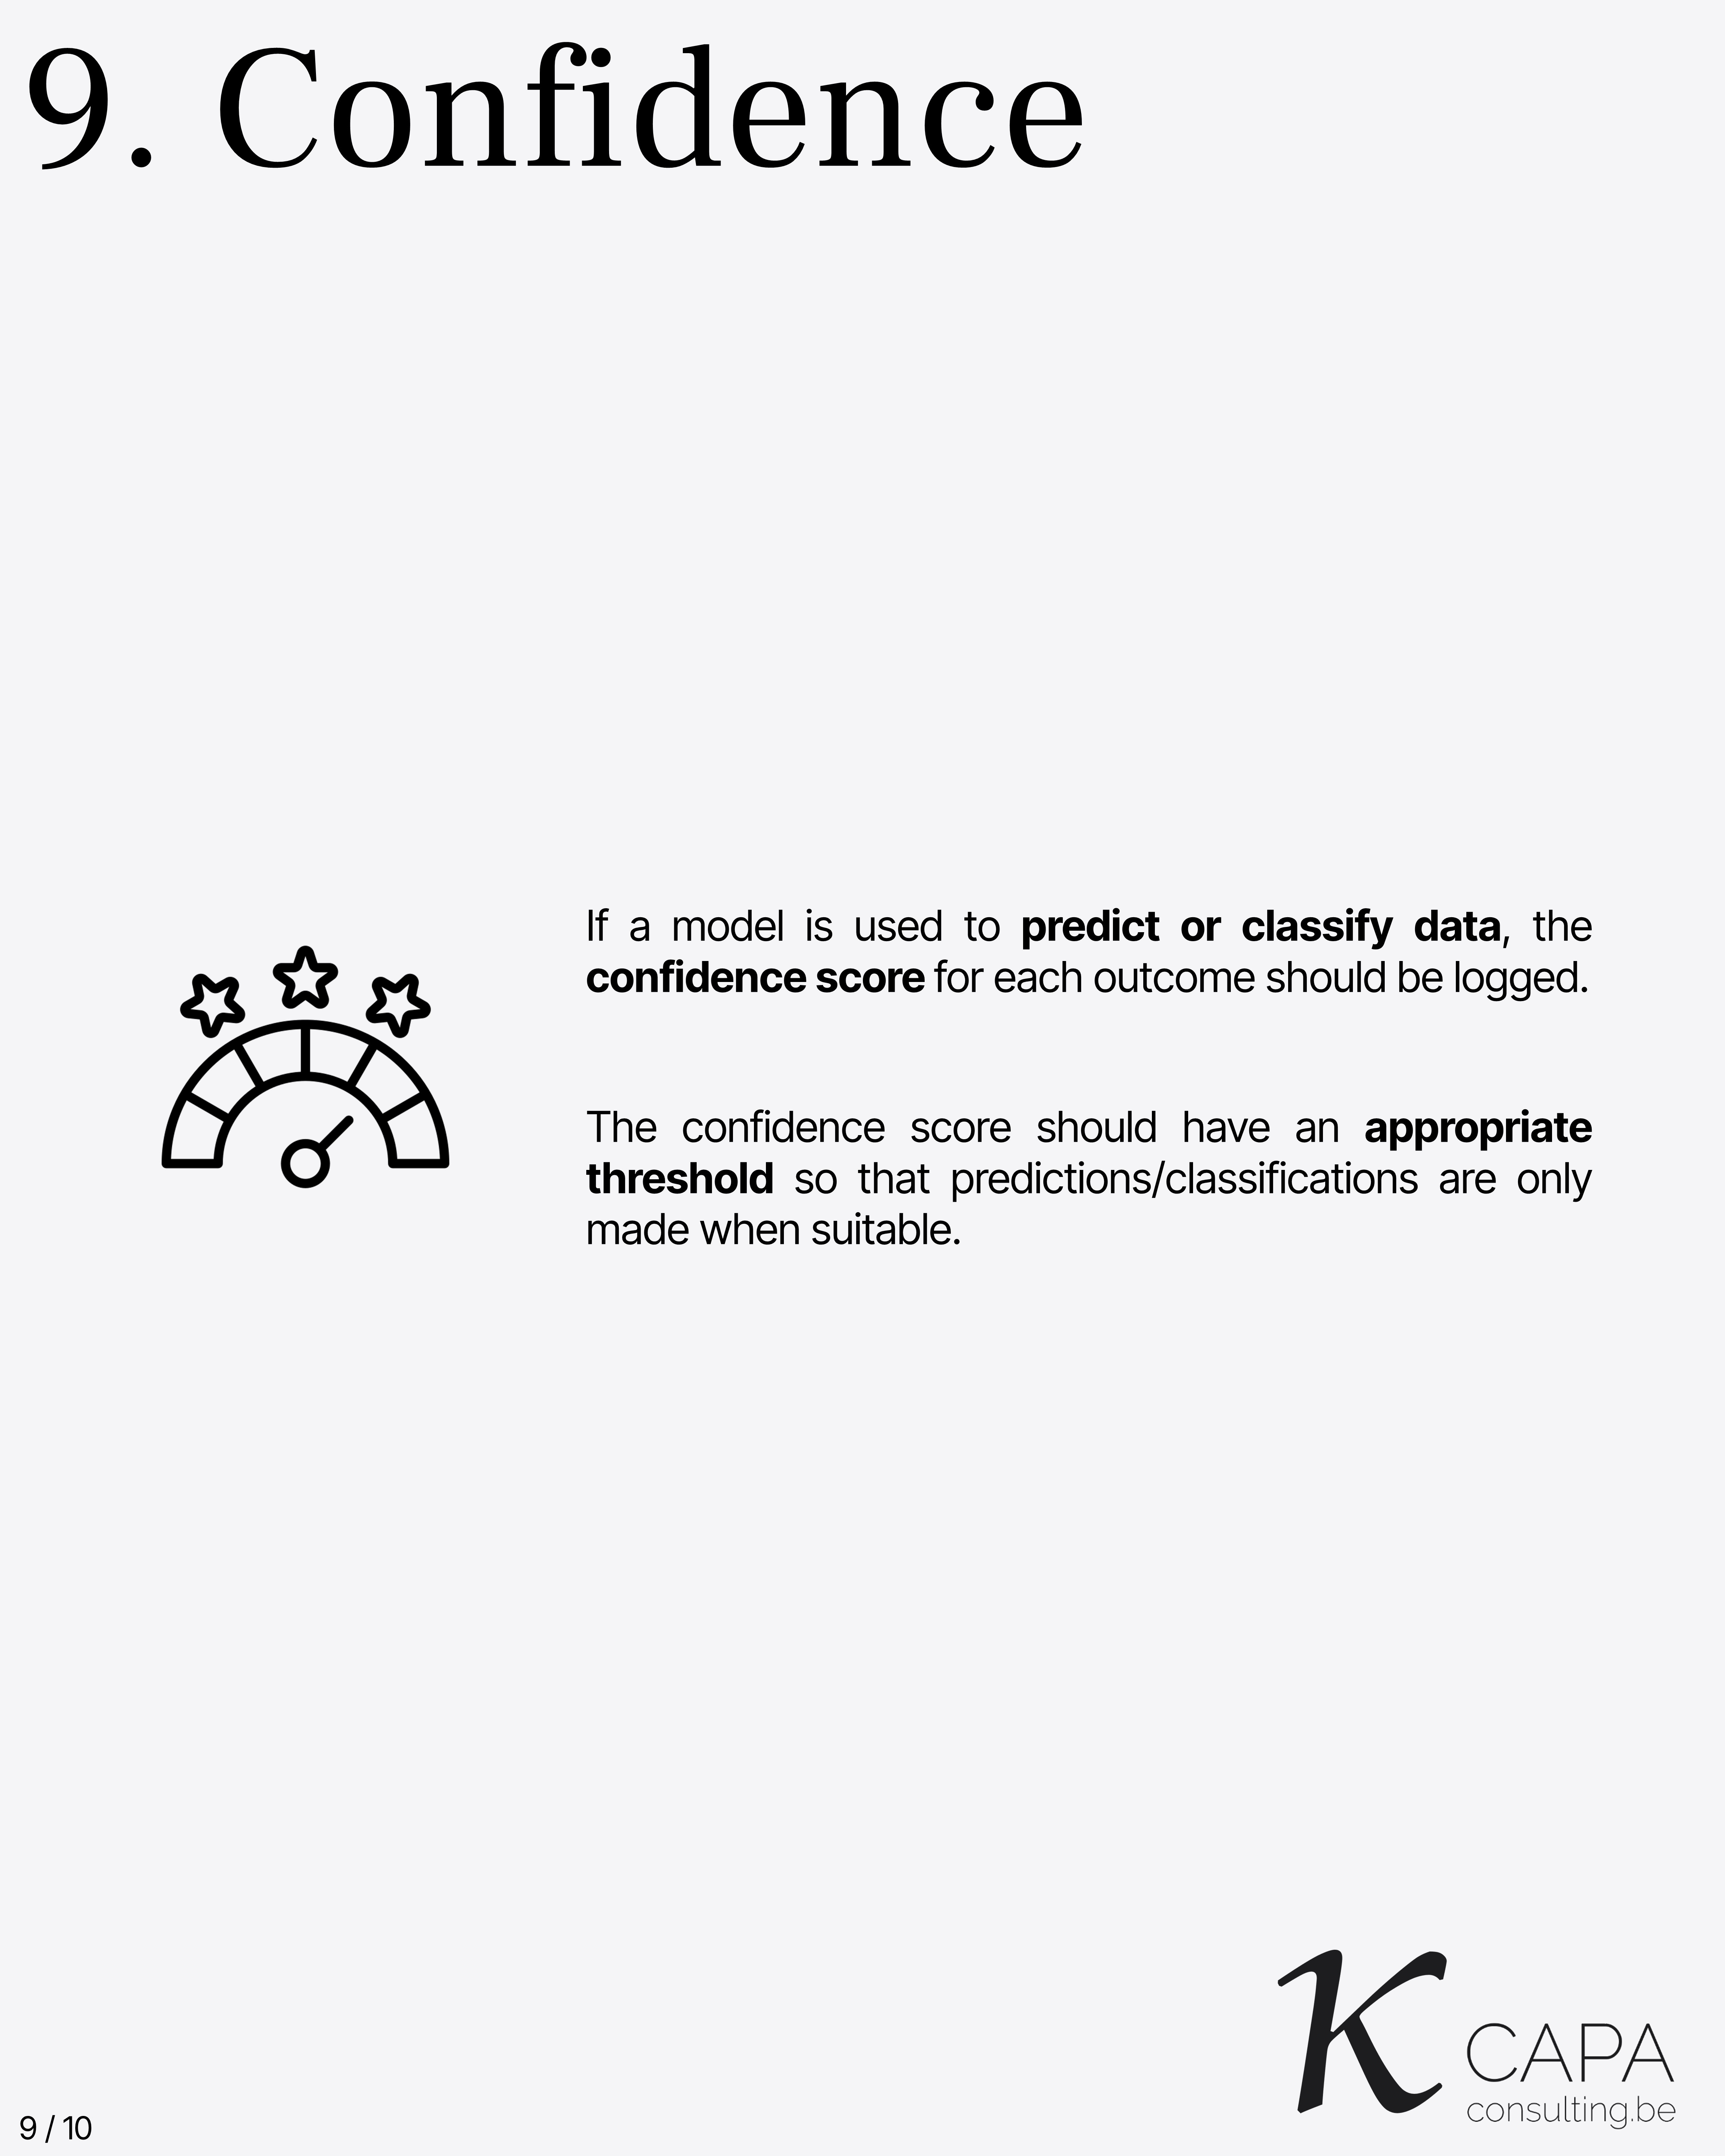 9. Confidence
If a model is used to predict or classify data, the
confidence score for each outcome should be logged.
The confidence score should have an appropriate
threshold so that predictions/classifications are only
made when suitable.
K
CAPA
consulting.be
9 / 10